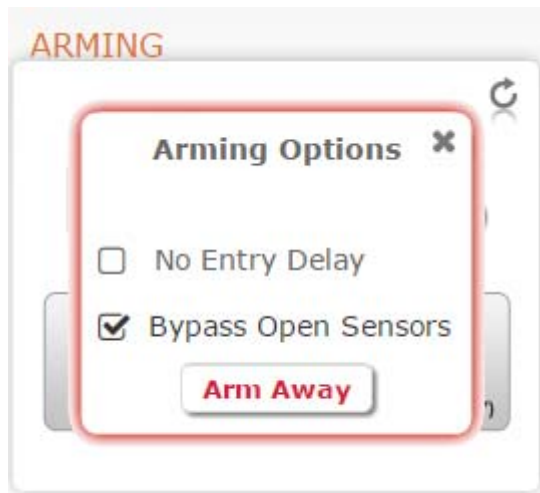 ARMING
Arming Options
No Entry Delay
Bypass Open Sensors
Arm Away